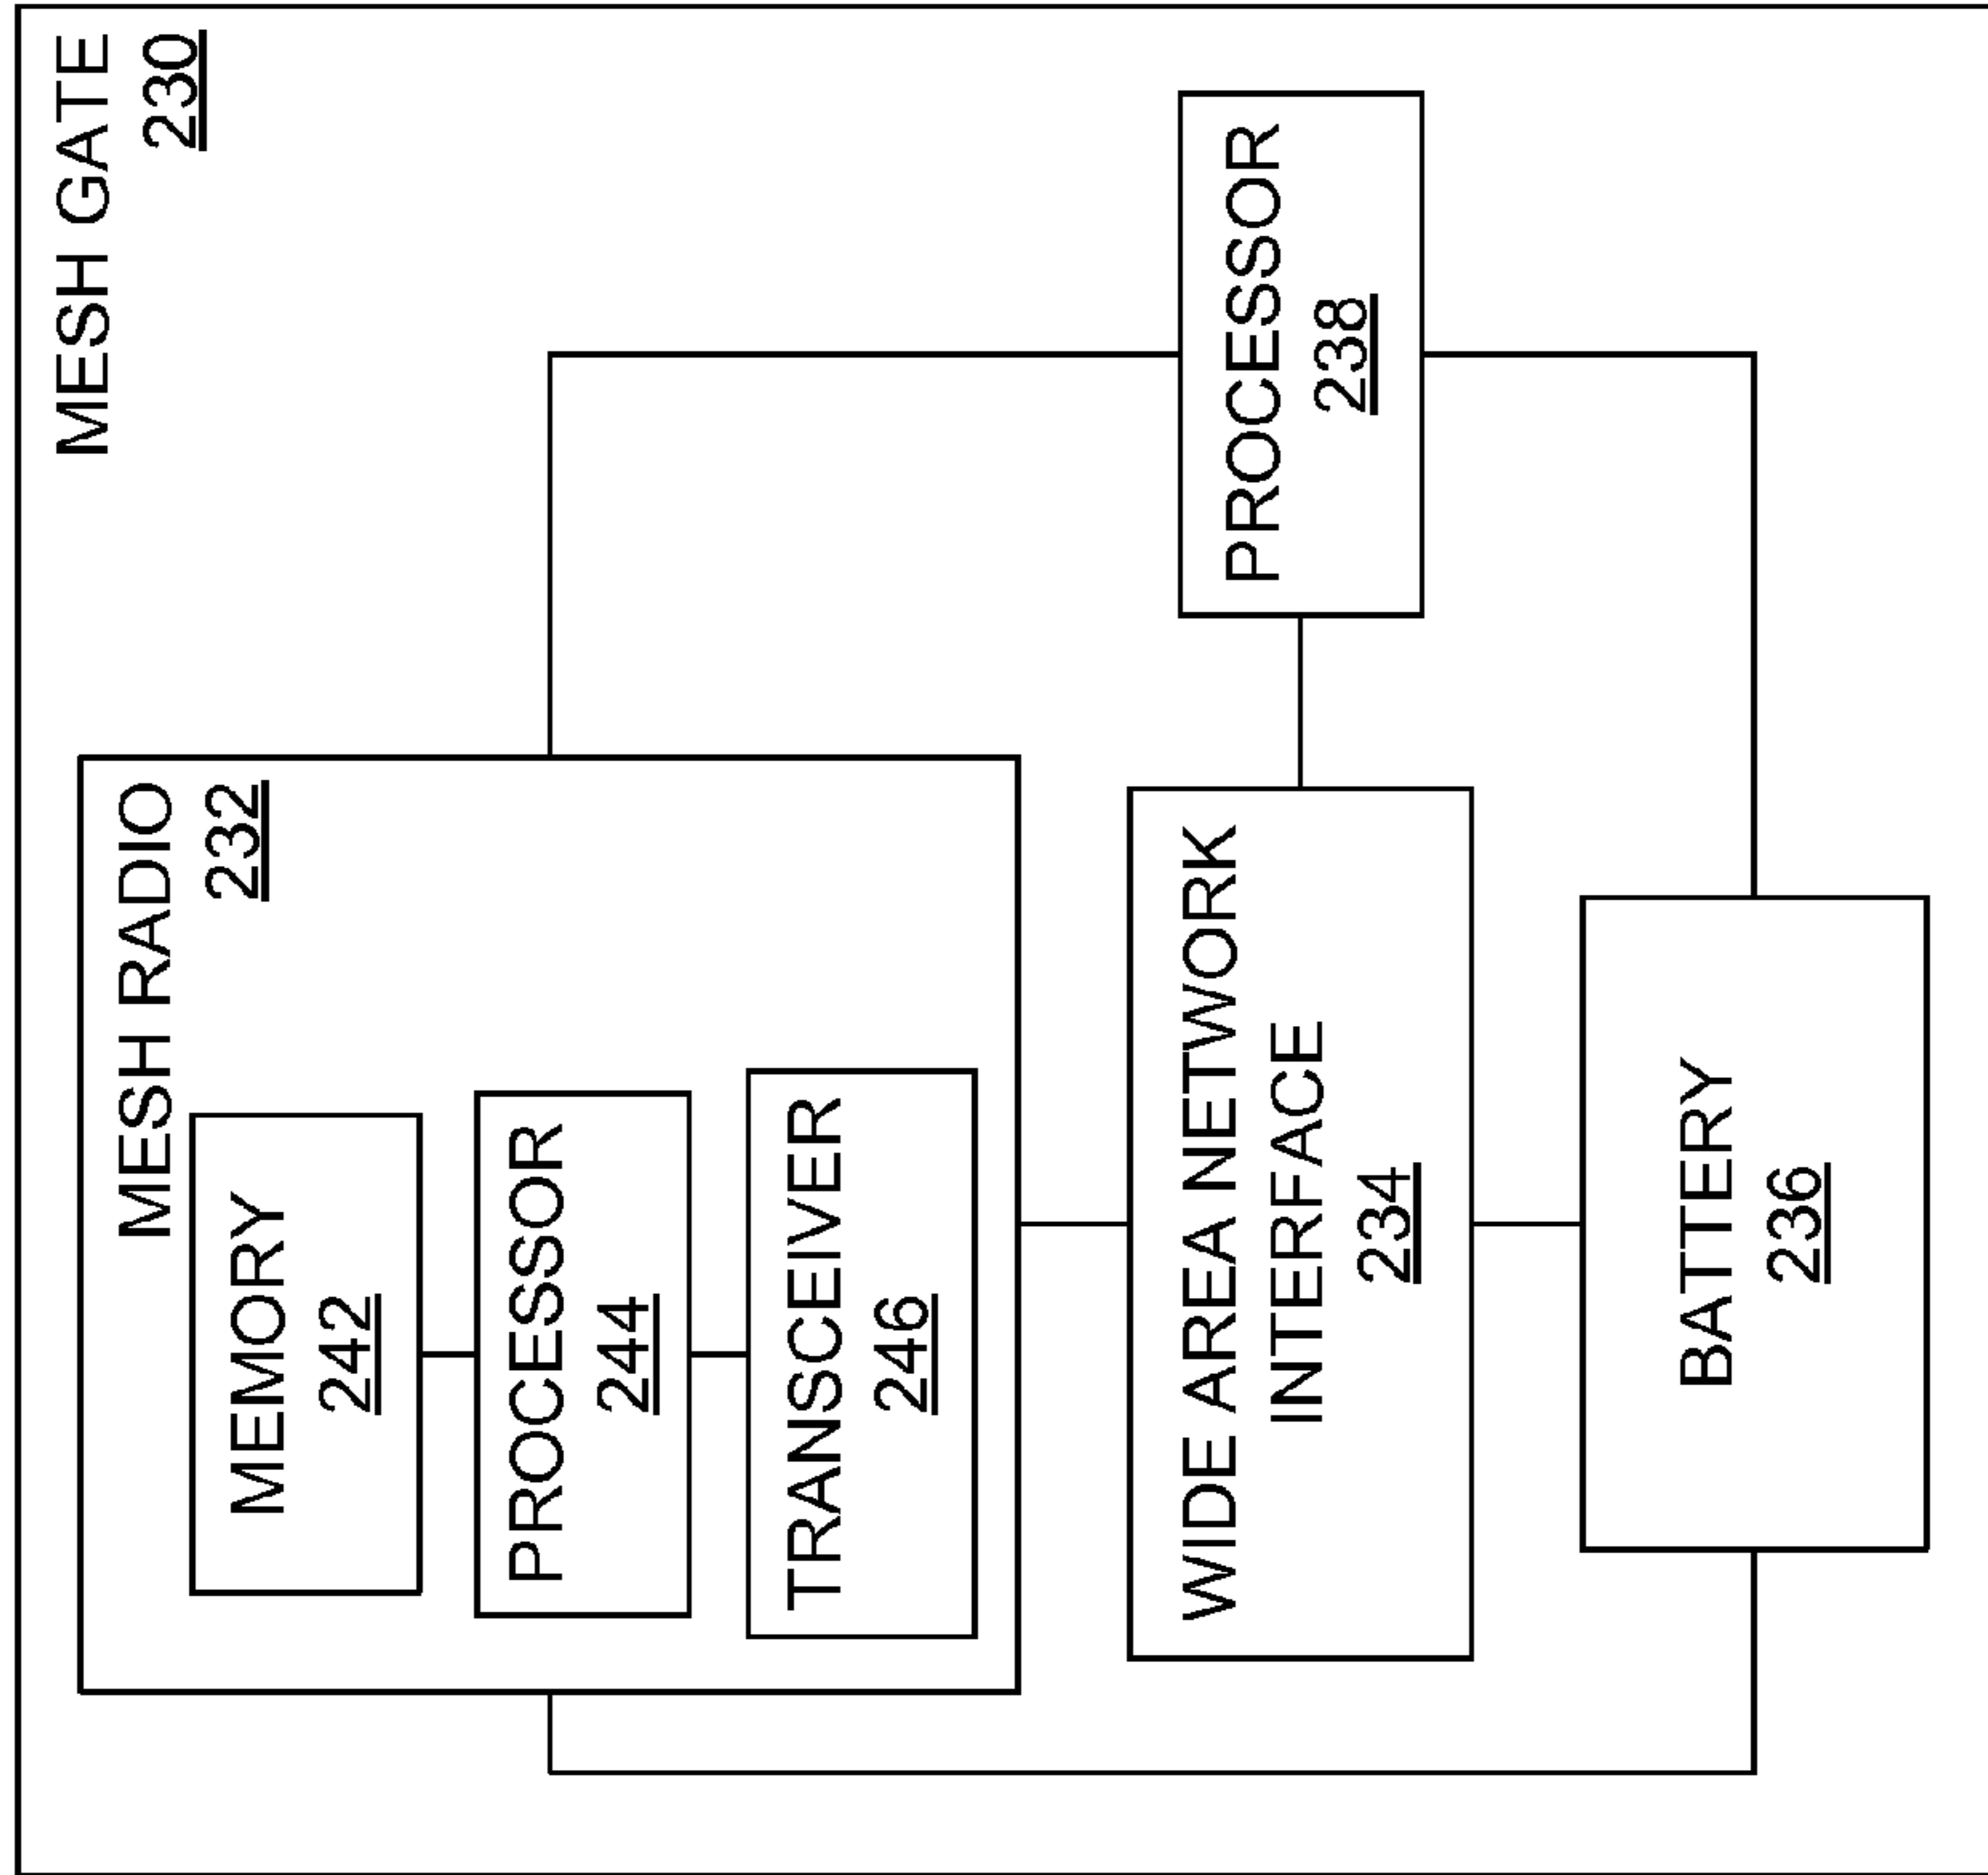 MESH GATE
230
MESH RADIO
232
MEMORY
242
PROCESSOR
244
TRANSCEIVER
246
WIDE AREA NETWORK
INTERFACE
234
PROCESSOR
238
BATTERY
236